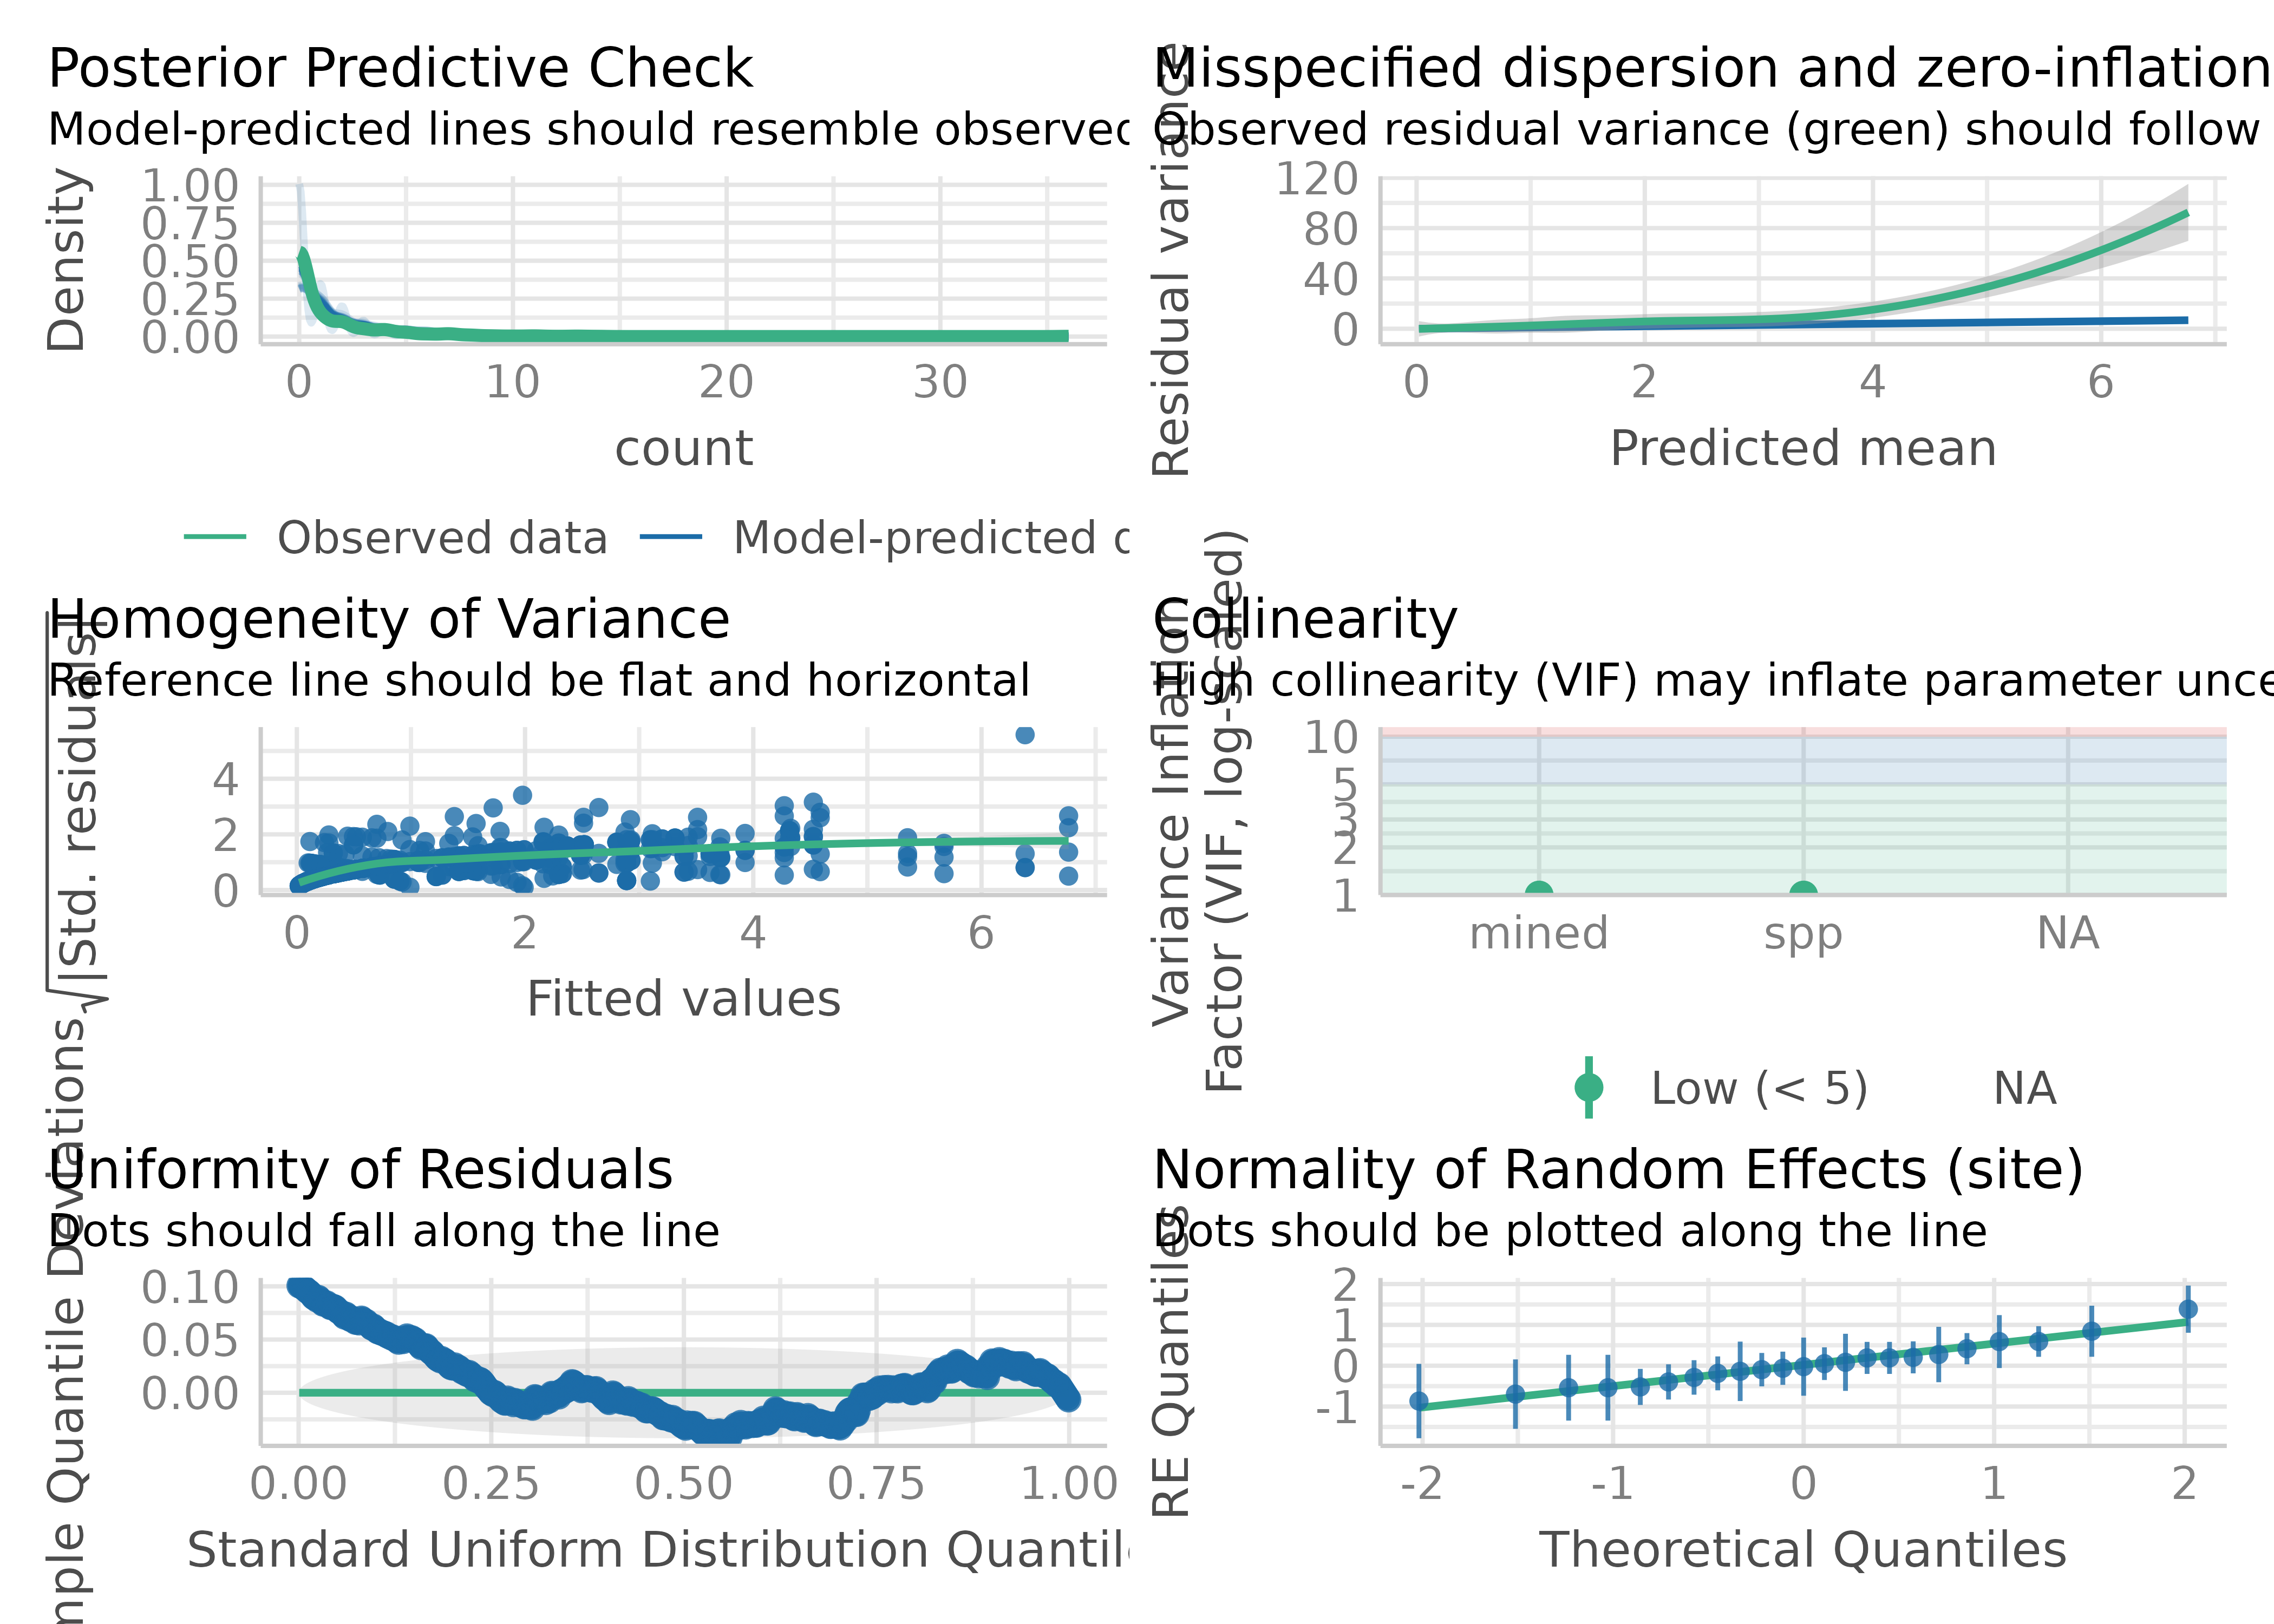 Posterior Predictive Check
Model-predicted lines should resemble observed
Density
1.00
0.75
0.50
0.25
0.00
0 10 20 30
count
Observed data Model-predicted
Misspecified dispersion and zero-inflation
Observed residual variance (green) should follow
Residual variance
120
80
40
0
0 2 4 6
Predicted mean
Homogeneity of Variance
Reference line should be flat and horizontal
√|Std. residuals|
4
2
0
0 2 4 6
Fitted values
Collinearity
High collinearity (VIF) may inflate parameter unce
Variance Inflation
Factor (VIF, log-scaled)
10
5
3
2
1
mined spp NA
Low (< 5) NA
Uniformity of Residuals
Dots should fall along the line
mple Quantile Deviations
0.10
0.05
0.00
0.00 0.25 0.50 0.75 1.00
Standard Uniform Distribution Quantil
Normality of Random Effects (site)
Dots should be plotted along the line
RE Quantiles
2
1
0
-1
-2 -1 0 1 2
Theoretical Quantiles